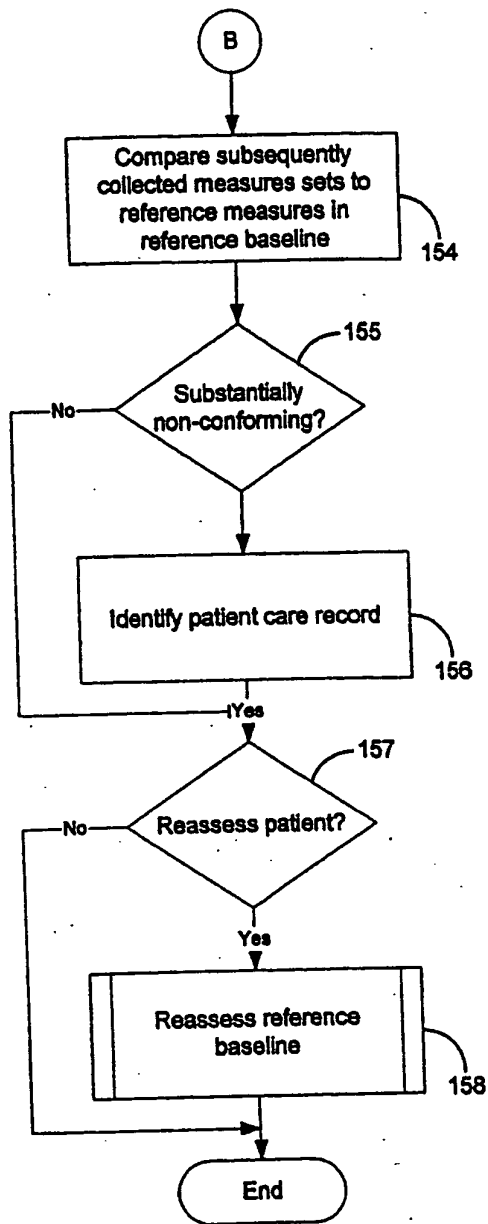 B
Compare subsequently
collected measures sets to
reference measures in
reference baseline
154
155
Substantially
non-conforming?
No
Identify patient care record
156
Yes
157
Reassess patient?
No
Yes
Reassess reference
baseline
158
End